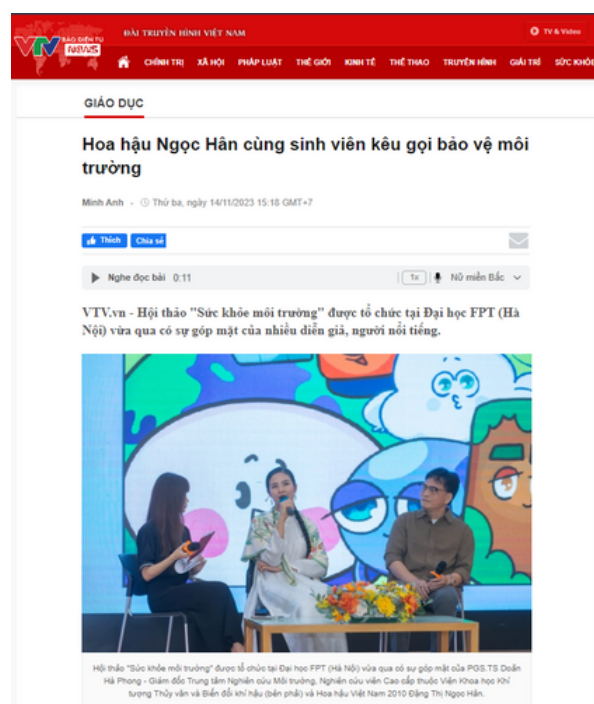 BÁO ĐIỆN TỬ
VTV NEWS
ĐÀI TRUYỀN HÌNH VIỆT NAM
TV & Video
CHÍNH TRỊ XÃ HỘI PHÁP LUẬT THẾ GIỚI KINH TẾ THỂ THAO TRUYỀN HÌNH GIẢI TRÍ SỨC KHỎE
GIÁO DỤC
Hoa hậu Ngọc Hân cùng sinh viên kêu gọi bảo vệ môi
trường
Minh Anh - Thứ ba, ngày 14/11/2023 15:18 GMT+7
Thích Chia sẻ
Nghe đọc bài 0:11 1x Nữ miền Bắc
VTV.vn - Hội thảo "Sức khỏe môi trường" được tổ chức tại Đại học FPT (Hà
Nội) vừa qua có sự góp mặt của nhiều diễn giả, người nổi tiếng.
Hội thảo "Sức khỏe môi trường" được tổ chức tại Đại học FPT (Hà Nội) vừa qua có sự góp mặt của PGS.TS Doãn
Hà Phong - Giám đốc Trung tâm Nghiên cứu Môi trường, Nghiên cứu viên Cao cấp thuộc Viện Khoa học Khí
tượng Thủy văn và Biến đổi khí hậu (bên phải) và Hoa hậu Việt Nam 2010 Đặng Thị Ngọc Hân.